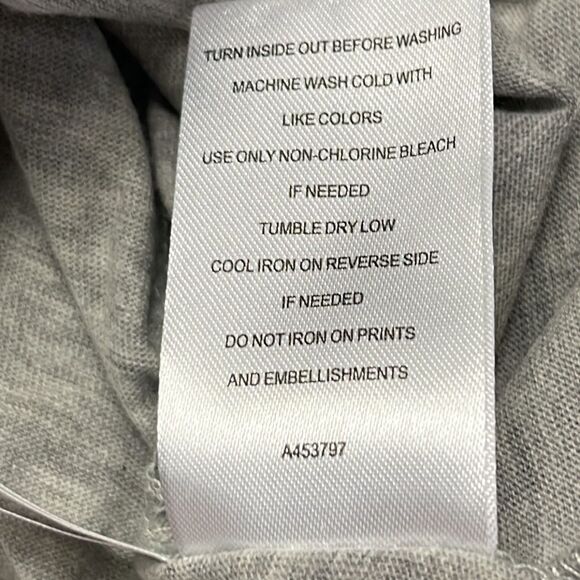 TURN INSIDE OUT BEFORE WASHING
MACHINE WASH COLD WITH
LIKE COLORS
USE ONLY NON-CHLORINE BLEACH
IF NEEDED
TUMBLE DRY LOW
COOL IRON ON REVERSE SIDE
IF NEEDED
DO NOT IRON ON PRINTS
AND EMBELLISHMENTS
A453797